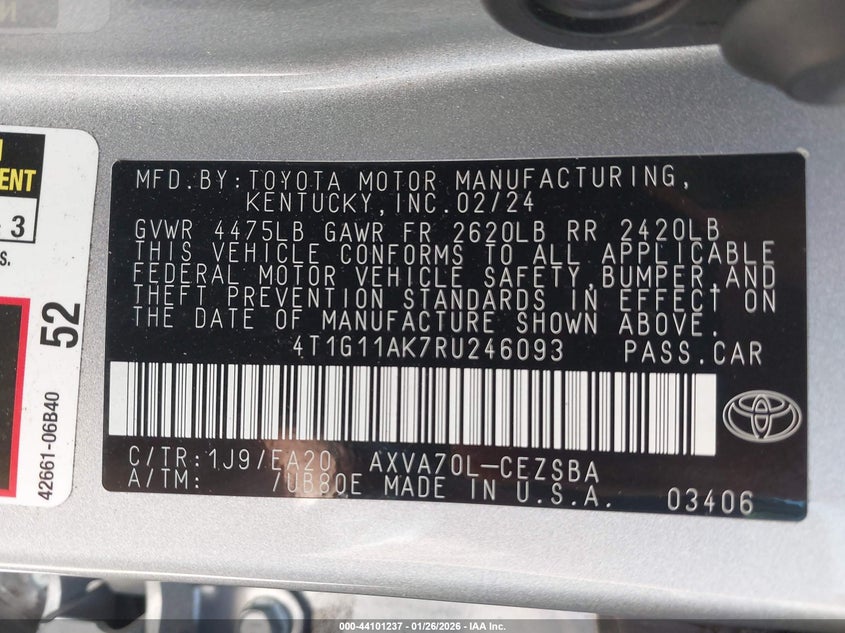 ENT
3
s.
52
42661-06B40
MFD.BY:TOYOTA MOTOR MANUFACTURING,
KENTUCKY,INC.02/24
GVWR 4475LB GAWR FR 2620LB RR 2420LB
THIS VEHICLE CONFORMS TO ALL APPLICABLE
FEDERAL MOTOR VEHICLE SAFETY,BUMPER,AND
THEFT PREVENTION STANDARDS IN EFFECT ON
THE DATE OF MANUFACTURE SHOWN ABOVE.
4T1G11AK7RU246093 PASS.CAR
C/TR:1J9/EA20 AXVA70L-CEZSBA
A/TM: /UB80E MADE IN U.S.A. 03406
000-44101237 - 01/26/2026 - IAA Inc.